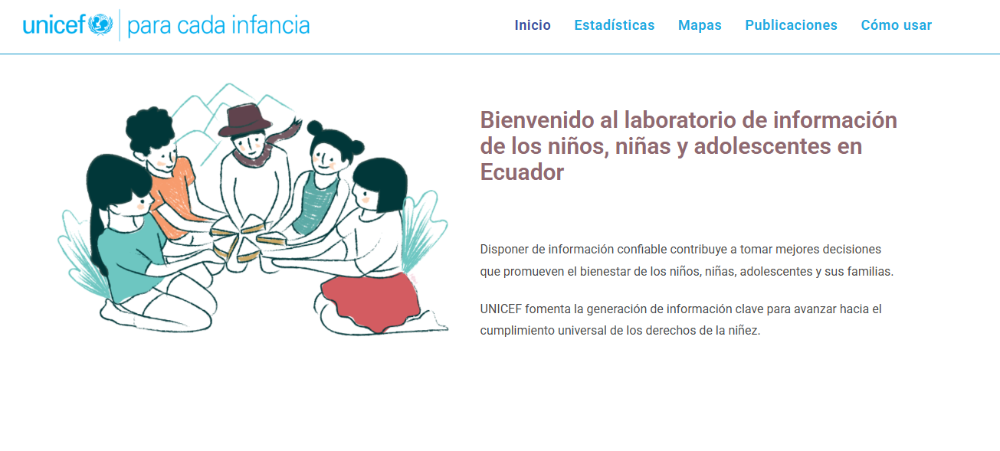 unicef para cada infancia
Inicio Estadísticas Mapas Publicaciones Cómo usar
Bienvenido al laboratorio de información
de los niños, niñas y adolescentes en
Ecuador
Disponer de información confiable contribuye a tomar mejores decisiones
que promueven el bienestar de los niños, niñas, adolescentes y sus familias.
UNICEF fomenta la generación de información clave para avanzar hacia el
cumplimiento universal de los derechos de la niñez.